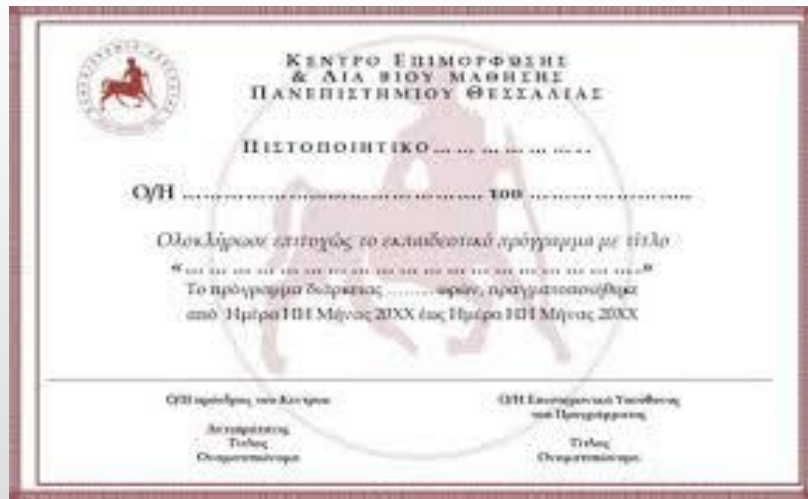 ΚΕΝΤΡΟ ΕΠΙΜΟΡΦΩΣΗΣ
& ΔΙΑ ΒΙΟΥ ΜΑΘΗΣΗΣ
ΠΑΝΕΠΙΣΤΗΜΙΟΥ ΘΕΣΣΑΛΙΑΣ
ΠΙΣΤΟΠΟΙΗΤΙΚΟ ... ... ... ... ... ...
Ο/Η ............................................ του ........................
Ολοκλήρωσε επιτυχώς το εκπαιδευτικό πρόγραμμα με τίτλο
«... ... ... ... ... ... ... ... ... ... ... ... ... ... ... ... ... ... ... ...»
Το πρόγραμμα διάρκειας ......... ωρών, πραγματοποιήθηκε
από Ημέρα ΗΗ Μήνας 20ΧΧ έως Ημέρα ΗΗ Μήνας 20ΧΧ
Ο/Η πρόεδρος του Κέντρου
Ο/Η Επιστημονικά Υπεύθυνος
του Προγράμματος
Τίτλος
Ονοματεπώνυμο
Τίτλος
Ονοματεπώνυμο